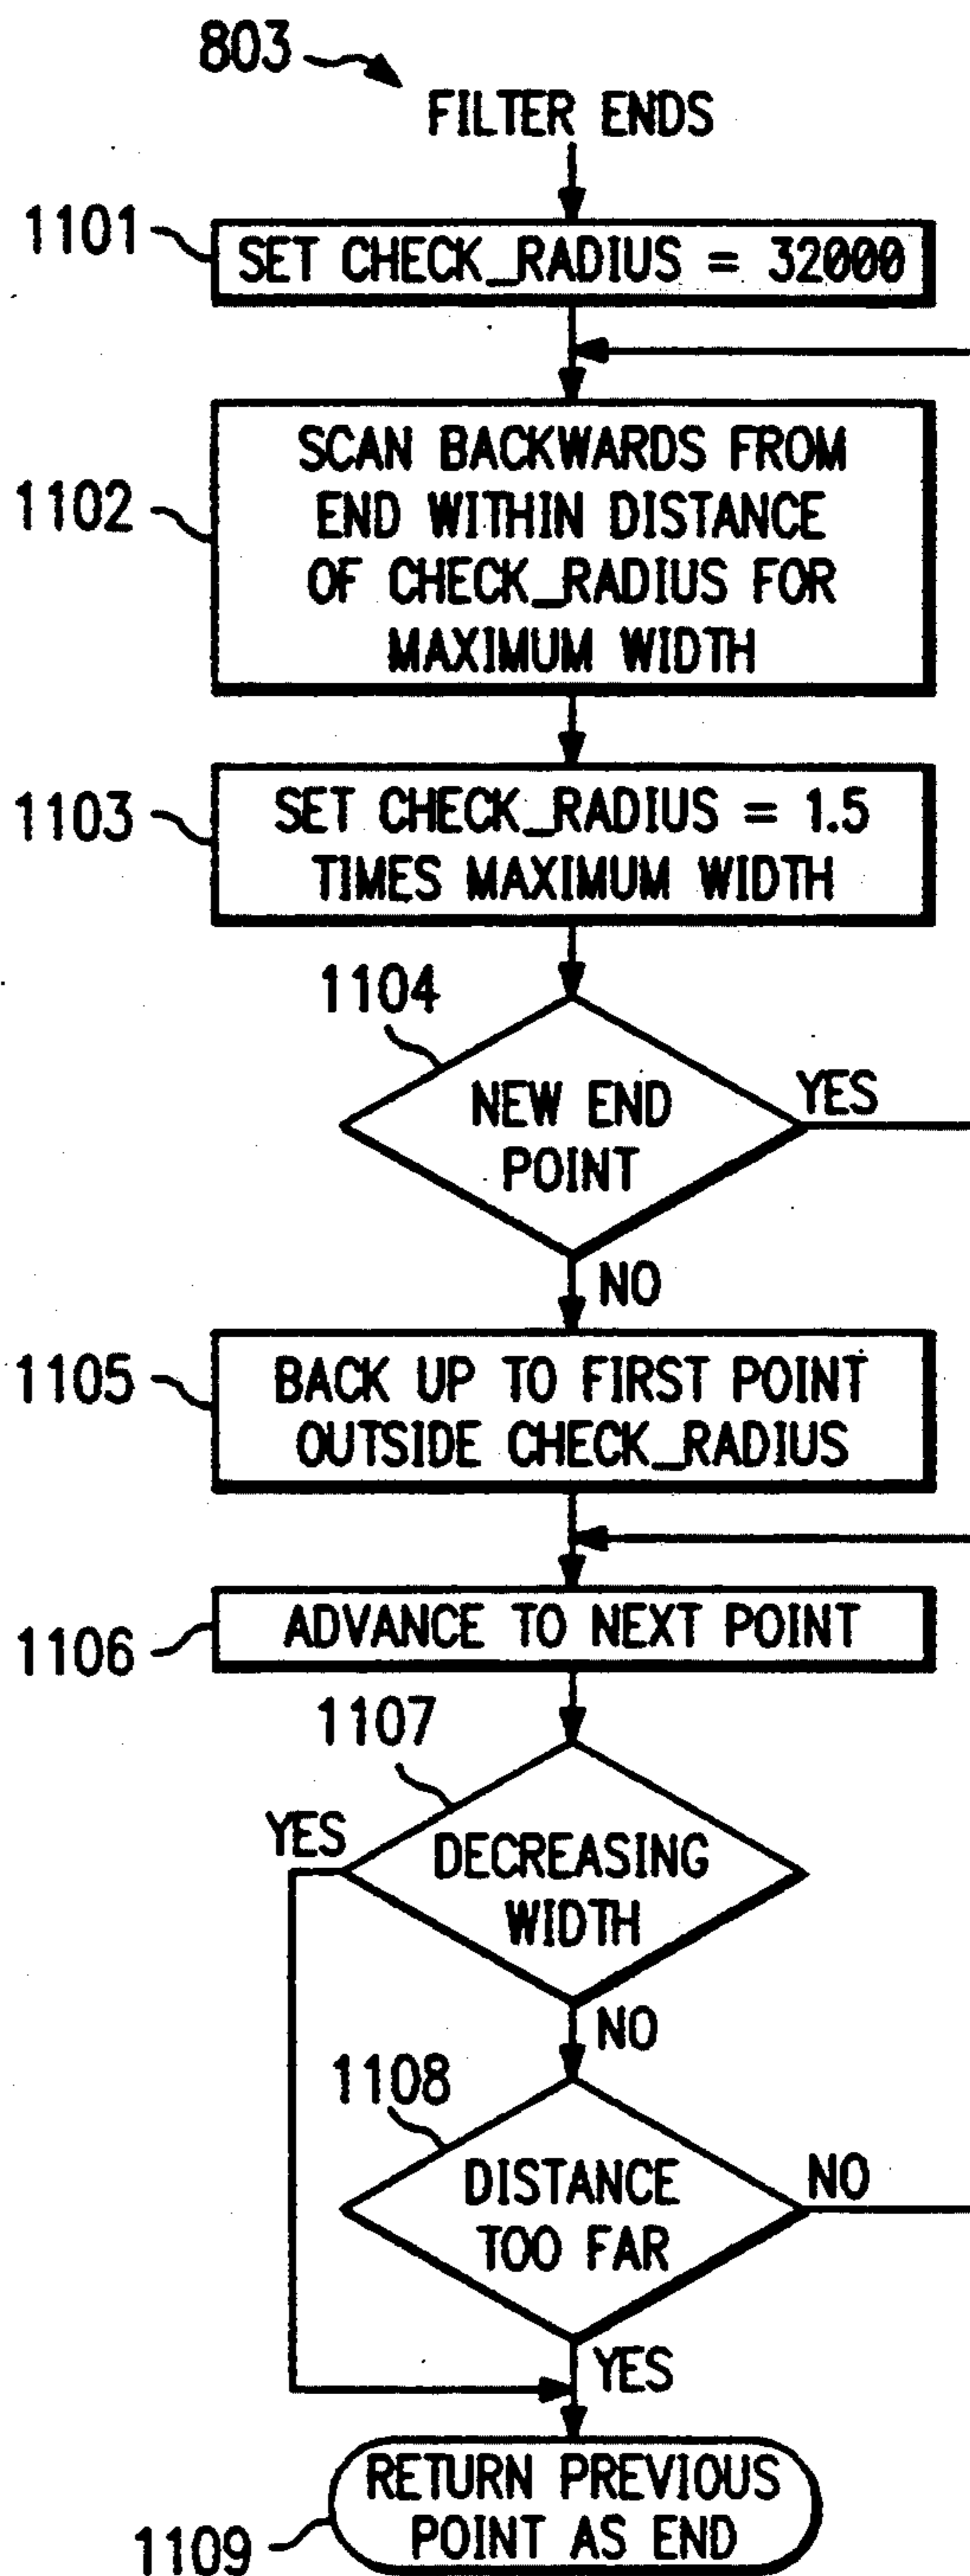 803
FILTER ENDS
1101
SET CHECK_RADIUS = 32000
1102
SCAN BACKWARDS FROM
END WITHIN DISTANCE
OF CHECK_RADIUS FOR
MAXIMUM WIDTH
1103
SET CHECK_RADIUS = 1.5
TIMES MAXIMUM WIDTH
1104
NEW END
POINT
YES
NO
1105
BACK UP TO FIRST POINT
OUTSIDE CHECK_RADIUS
1106
ADVANCE TO NEXT POINT
1107
YES
DECREASING
WIDTH
NO
1108
DISTANCE
TOO FAR
NO
YES
RETURN PREVIOUS
POINT AS END
1109